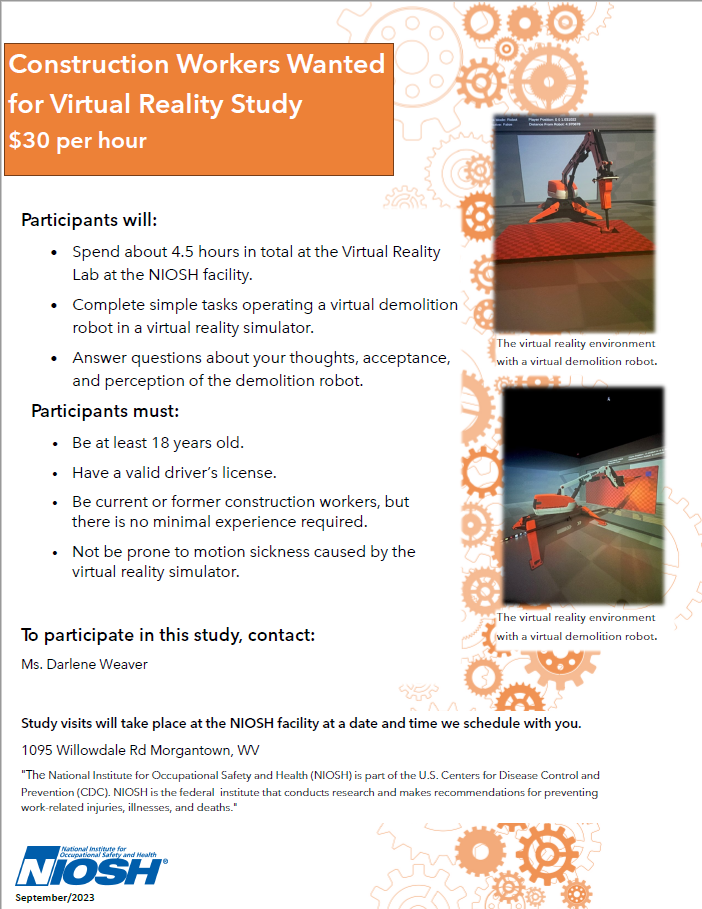 Construction Workers Wanted
for Virtual Reality Study
$30 per hour
Participants will:
• Spend about 4.5 hours in total at the Virtual Reality
Lab at the NIOSH facility.
• Complete simple tasks operating a virtual demolition
robot in a virtual reality simulator.
• Answer questions about your thoughts, acceptance,
and perception of the demolition robot.
The virtual reality environment
with a virtual demolition robot.
Participants must:
• Be at least 18 years old.
• Have a valid driver’s license.
• Be current or former construction workers, but
there is no minimal experience required.
• Not be prone to motion sickness caused by the
virtual reality simulator.
The virtual reality environment
with a virtual demolition robot.
To participate in this study, contact:
Ms. Darlene Weaver
Study visits will take place at the NIOSH facility at a date and time we schedule with you.
1095 Willowdale Rd Morgantown, WV
"The National Institute for Occupational Safety and Health (NIOSH) is part of the U.S. Centers for Disease Control and
Prevention (CDC). NIOSH is the federal institute that conducts research and makes recommendations for preventing
work-related injuries, illnesses, and deaths."
National Institute for
Occupational Safety and Health
NIOSH®
September/2023